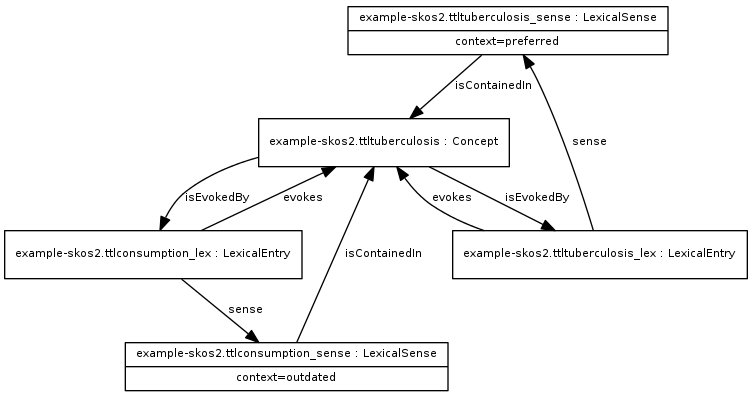 example-skos2.ttltuberculosis_sense : LexicalSense
context=preferred
isContainedIn
example-skos2.ttltuberculosis : Concept
sense
isEvokedBy
evokes
evokes
isEvokedBy
example-skos2.ttlconsumption_lex : LexicalEntry
isContainedIn
example-skos2.ttltuberculosis_lex : LexicalEntry
sense
example-skos2.ttlconsumption_sense : LexicalSense
context=outdated